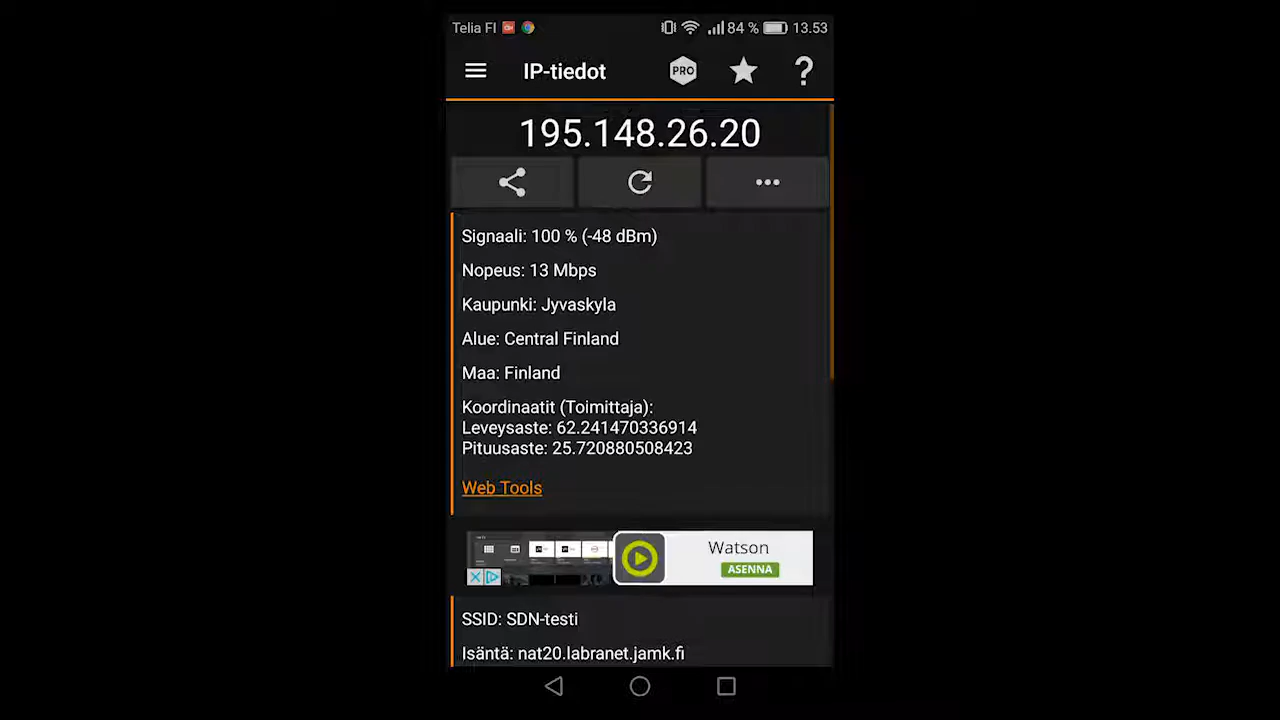 Telia FI 84 % 13.53
IP-tiedot PRO
195.148.26.20
Signaali: 100 % (-48 dBm)
Nopeus: 13 Mbps
Kaupunki: Jyvaskyla
Alue: Central Finland
Maa: Finland
Koordinaatit (Toimittaja):
Leveysaste: 62.241470336914
Pituusaste: 25.720880508423
Web Tools
Watson
ASENNA
SSID: SDN-testi
Isäntä: nat20.labranet.jamk.fi